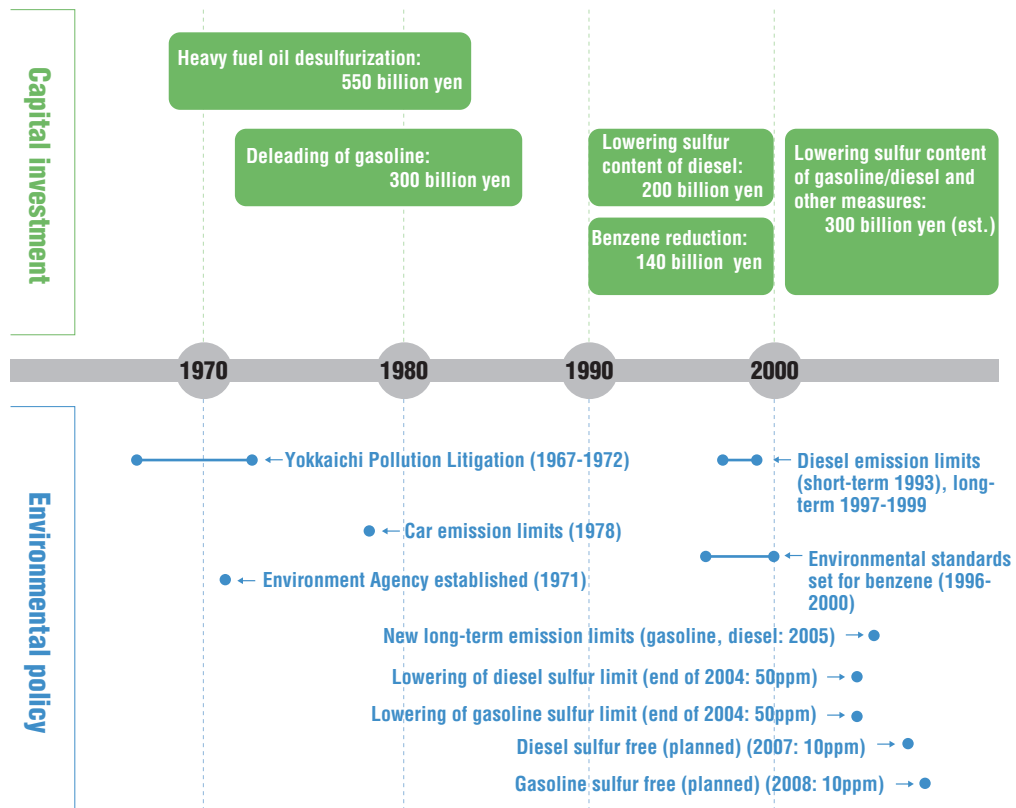 Capital investment
Heavy fuel oil desulfurization:
550 billion yen
Deleading of gasoline:
300 billion yen
Lowering sulfur
content of diesel:
200 billion yen
Benzene reduction:
140 billion yen
Lowering sulfur content
of gasoline/diesel and
other measures:
300 billion yen (est.)
1970
1980
1990
2000
Environmental policy
←Yokkaichi Pollution Litigation (1967-1972)
← Diesel emission limits
(short-term 1993), long-
term 1997-1999
← Car emission limits (1978)
← Environmental standards
set for benzene (1996-
2000)
← Environment Agency established (1971)
New long-term emission limits (gasoline, diesel: 2005) →
Lowering of diesel sulfur limit (end of 2004: 50ppm) →
Lowering of gasoline sulfur limit (end of 2004: 50ppm) →
Diesel sulfur free (planned) (2007: 10ppm) →
Gasoline sulfur free (planned) (2008: 10ppm) →